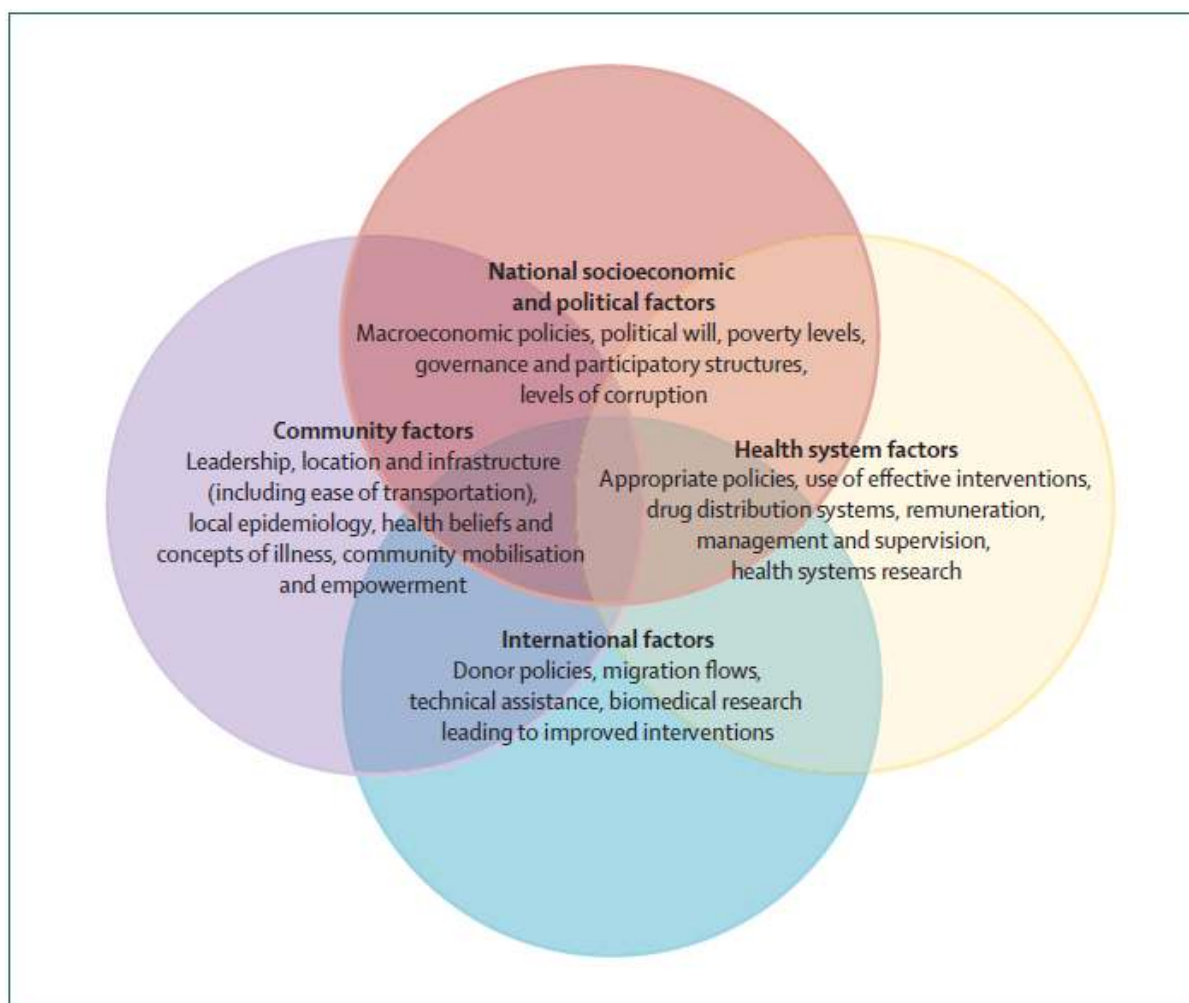 National socioeconomic
and political factors
Macroeconomic policies, political will, poverty levels,
governance and participatory structures,
levels of corruption
Community factors
Leadership, location and infrastructure
(including ease of transportation),
local epidemiology, health beliefs and
concepts of illness, community mobilisation
and empowerment
Health system factors
Appropriate policies, use of effective interventions,
drug distribution systems, remuneration,
management and supervision,
health systems research
International factors
Donor policies, migration flows,
technical assistance, biomedical research
leading to improved interventions